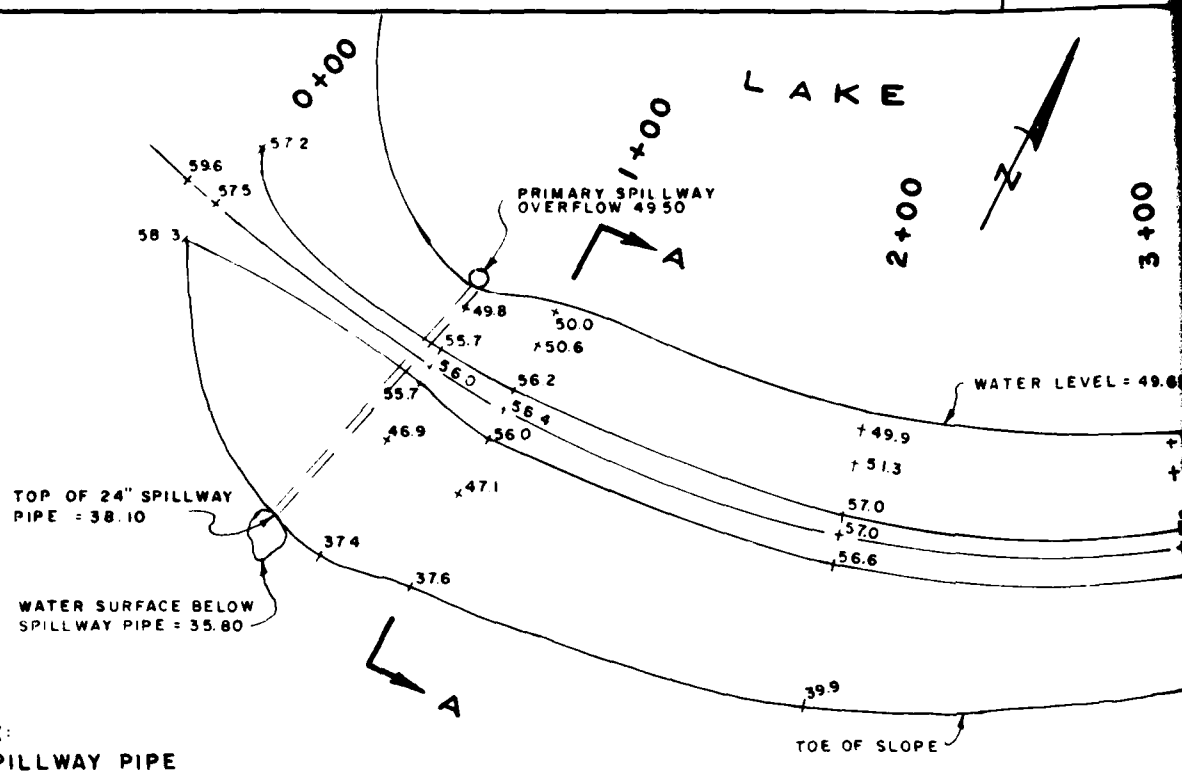 LAKE
N
0+00
1+00
2+00
3+00
57.2
59.6
57.5
58.3
PRIMARY SPILLWAY
OVERFLOW 49.50
A
49.8
50.0
50.6
55.7
56.0
56.2
55.7
56.4
56.0
46.9
47.1
WATER LEVEL = 49.6
49.9
51.3
57.0
57.0
56.6
TOP OF 24" SPILLWAY
PIPE = 38.10
37.4
37.6
WATER SURFACE BELOW
SPILLWAY PIPE = 35.80
A
39.9
TOE OF SLOPE
PILLWAY PIPE